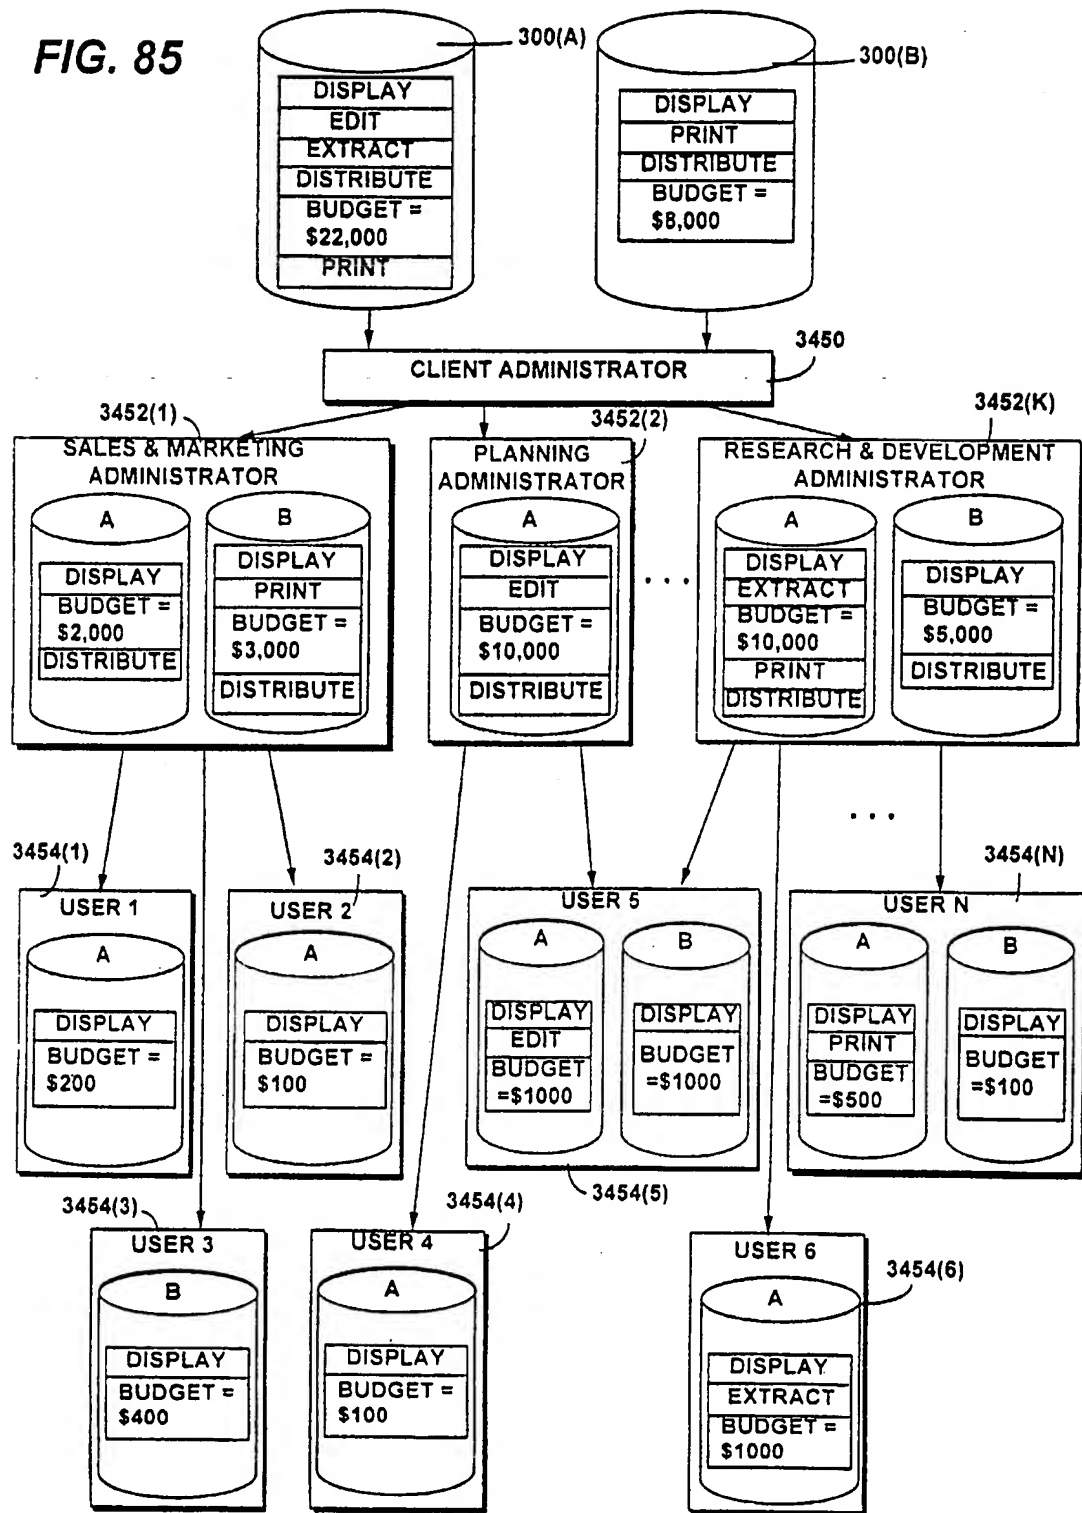 FIG. 85
300(A)
300(B)
DISPLAY
EDIT
EXTRACT
DISTRIBUTE
BUDGET =
$22,000
PRINT
DISPLAY
PRINT
DISTRIBUTE
BUDGET =
$8,000
3450
CLIENT ADMINISTRATOR
3452(1)
3452(2)
3452(K)
SALES & MARKETING
ADMINISTRATOR
A
DISPLAY
BUDGET =
$2,000
DISTRIBUTE
B
DISPLAY
PRINT
BUDGET =
$3,000
DISTRIBUTE
PLANNING
ADMINISTRATOR
A
DISPLAY
EDIT
BUDGET =
$10,000
DISTRIBUTE
...
RESEARCH & DEVELOPMENT
ADMINISTRATOR
A
DISPLAY
EXTRACT
BUDGET =
$10,000
PRINT
DISTRIBUTE
B
DISPLAY
BUDGET =
$5,000
DISTRIBUTE
...
3454(1)
USER 1
A
DISPLAY
BUDGET =
$200
3454(2)
USER 2
A
DISPLAY
BUDGET =
$100
USER 5
A
DISPLAY
EDIT
BUDGET
=$1000
B
DISPLAY
BUDGET
=$1000
3454(5)
3454(N)
USER N
A
DISPLAY
PRINT
BUDGET
=$500
B
DISPLAY
BUDGET
=$100
3454(3)
USER 3
B
DISPLAY
BUDGET =
$400
3454(4)
USER 4
A
DISPLAY
BUDGET =
$100
USER 6
3454(6)
A
DISPLAY
EXTRACT
BUDGET =
$1000